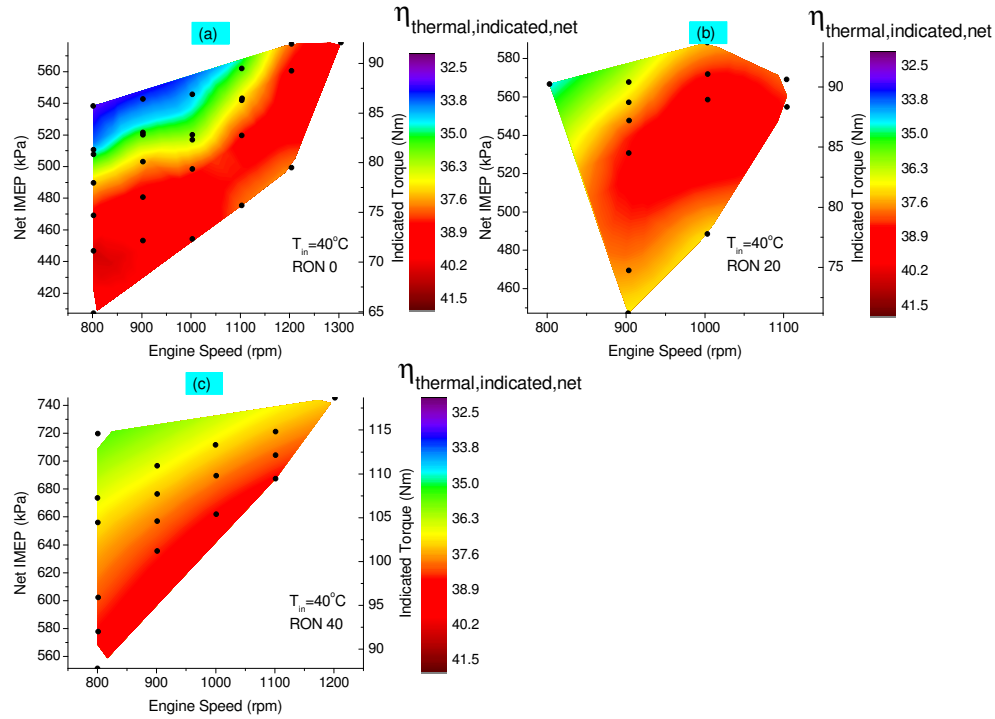 (a)
η thermal,indicated,net
Net IMEP (kPa)
560
540
520
500
480
460
440
420
800 900 1000 1100 1200 1300
Engine Speed (rpm)
T_in=40°C
RON 0
90
85
80
75
70
65
Indicated Torque (Nm)
32.5
33.8
35.0
36.3
37.6
38.9
40.2
41.5
(b)
η thermal,indicated,net
Net IMEP (kPa)
580
560
540
520
500
480
460
800 900 1000 1100
Engine Speed (rpm)
T_in=40°C
RON 20
90
85
80
75
Indicated Torque (Nm)
32.5
33.8
35.0
36.3
37.6
38.9
40.2
41.5
(c)
η thermal,indicated,net
Net IMEP (kPa)
740
720
700
680
660
640
620
600
580
560
800 900 1000 1100 1200
Engine Speed (rpm)
T_in=40°C
RON 40
115
110
105
100
95
90
Indicated Torque (Nm)
32.5
33.8
35.0
36.3
37.6
38.9
40.2
41.5